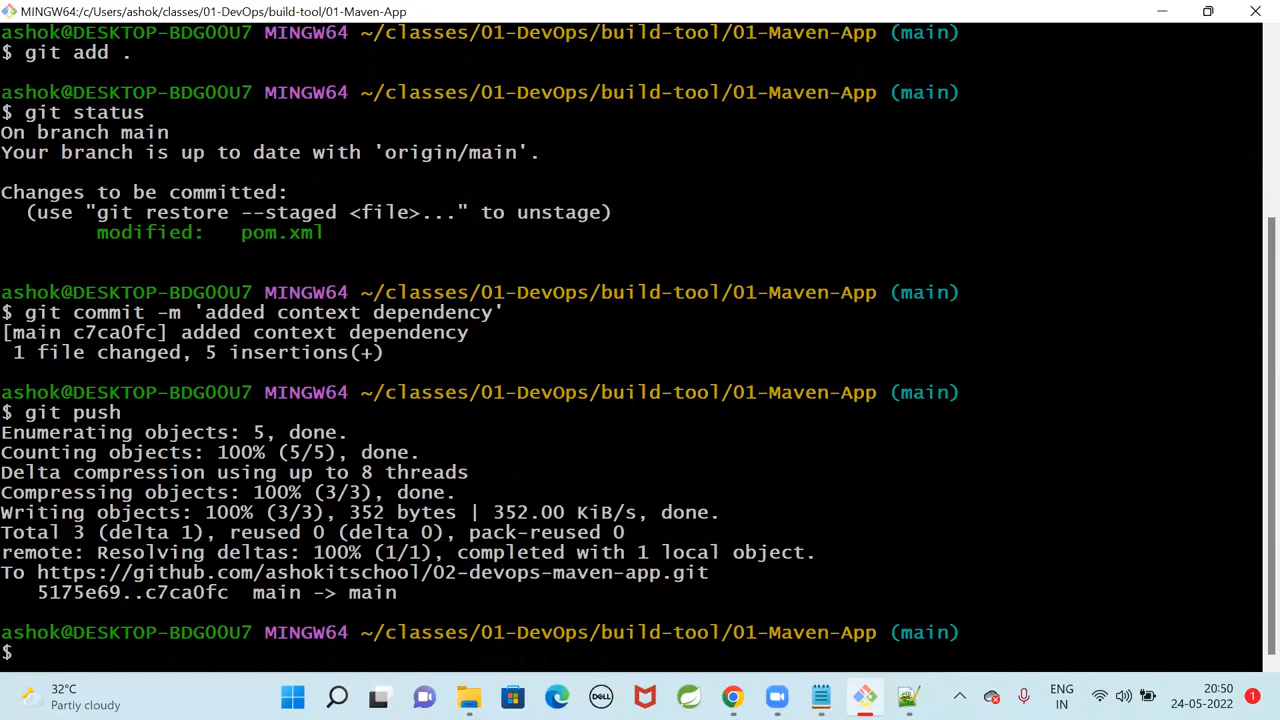 MINGW64:/c/Users/ashok/classes/01-DevOps/build-tool/01-Maven-App
ashok@DESKTOP-BDG0OU7 MINGW64 ~/classes/01-DevOps/build-tool/01-Maven-App (main)
$ git add .
ashok@DESKTOP-BDG0OU7 MINGW64 ~/classes/01-DevOps/build-tool/01-Maven-App (main)
$ git status
On branch main
Your branch is up to date with 'origin/main'.
Changes to be committed:
  (use "git restore --staged <file>..." to unstage)
        modified:   pom.xml
ashok@DESKTOP-BDG0OU7 MINGW64 ~/classes/01-DevOps/build-tool/01-Maven-App (main)
$ git commit -m 'added context dependency'
[main c7ca0fc] added context dependency
 1 file changed, 5 insertions(+)
ashok@DESKTOP-BDG0OU7 MINGW64 ~/classes/01-DevOps/build-tool/01-Maven-App (main)
$ git push
Enumerating objects: 5, done.
Counting objects: 100% (5/5), done.
Delta compression using up to 8 threads
Compressing objects: 100% (3/3), done.
Writing objects: 100% (3/3), 352 bytes | 352.00 KiB/s, done.
Total 3 (delta 1), reused 0 (delta 0), pack-reused 0
remote: Resolving deltas: 100% (1/1), completed with 1 local object.
To https://github.com/ashokitschool/02-devops-maven-app.git
   5175e69..c7ca0fc  main -> main
ashok@DESKTOP-BDG0OU7 MINGW64 ~/classes/01-DevOps/build-tool/01-Maven-App (main)
$
32°C
Partly cloudy
DELL
ENG
IN
20:50
24-05-2022
1